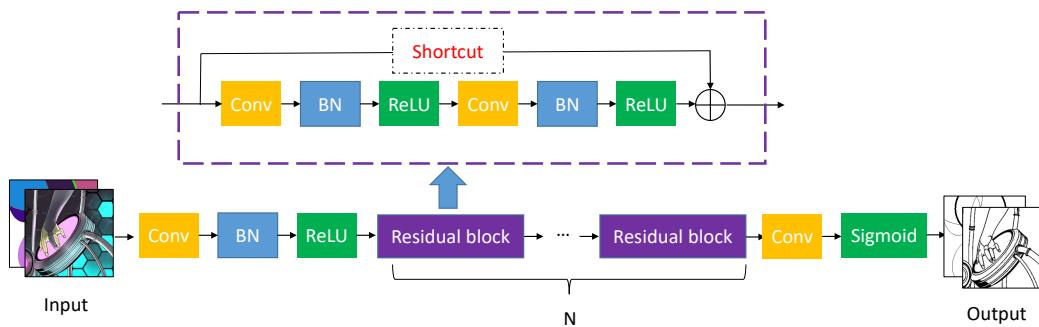 Shortcut
Conv BN ReLU Conv BN ReLU
Conv BN ReLU Residual block ... Residual block Conv Sigmoid
Input
N
Output